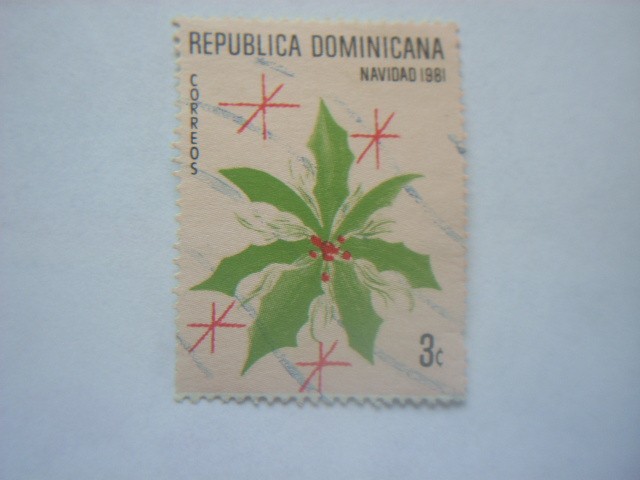 REPUBLICA DOMINICANA
NAVIDAD 1981
CORREOS
3¢